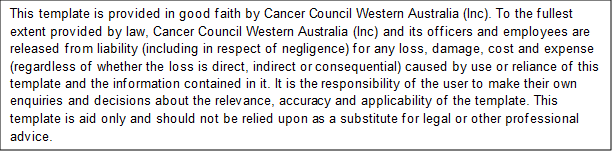 This template is provided in good faith by Cancer Council Western Australia (Inc). To the fullest
extent provided by law, Cancer Council Western Australia (Inc) and its officers and employees are
released from liability (including in respect of negligence) for any loss, damage, cost and expense
(regardless of whether the loss is direct, indirect or consequential) caused by use or reliance of this
template and the information contained in it. It is the responsibility of the user to make their own
enquiries and decisions about the relevance, accuracy and applicability of the template. This
template is aid only and should not be relied upon as a substitute for legal or other professional
advice.